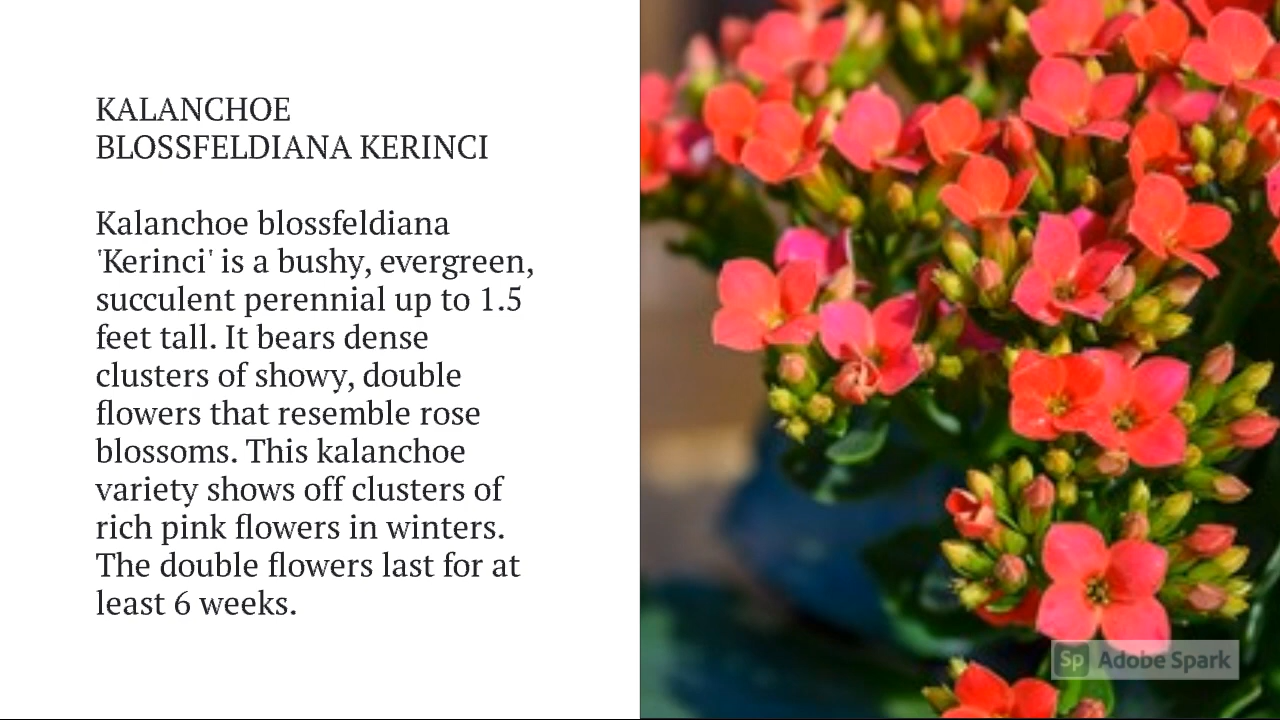 KALANCHOE
BLOSSFELDIANA KERINCI
Kalanchoe blossfeldiana
'Kerinci' is a bushy, evergreen,
succulent perennial up to 1.5
feet tall. It bears dense
clusters of showy, double
flowers that resemble rose
blossoms. This kalanchoe
variety shows off clusters of
rich pink flowers in winters.
The double flowers last for at
least 6 weeks.
Sp Adobe Spark